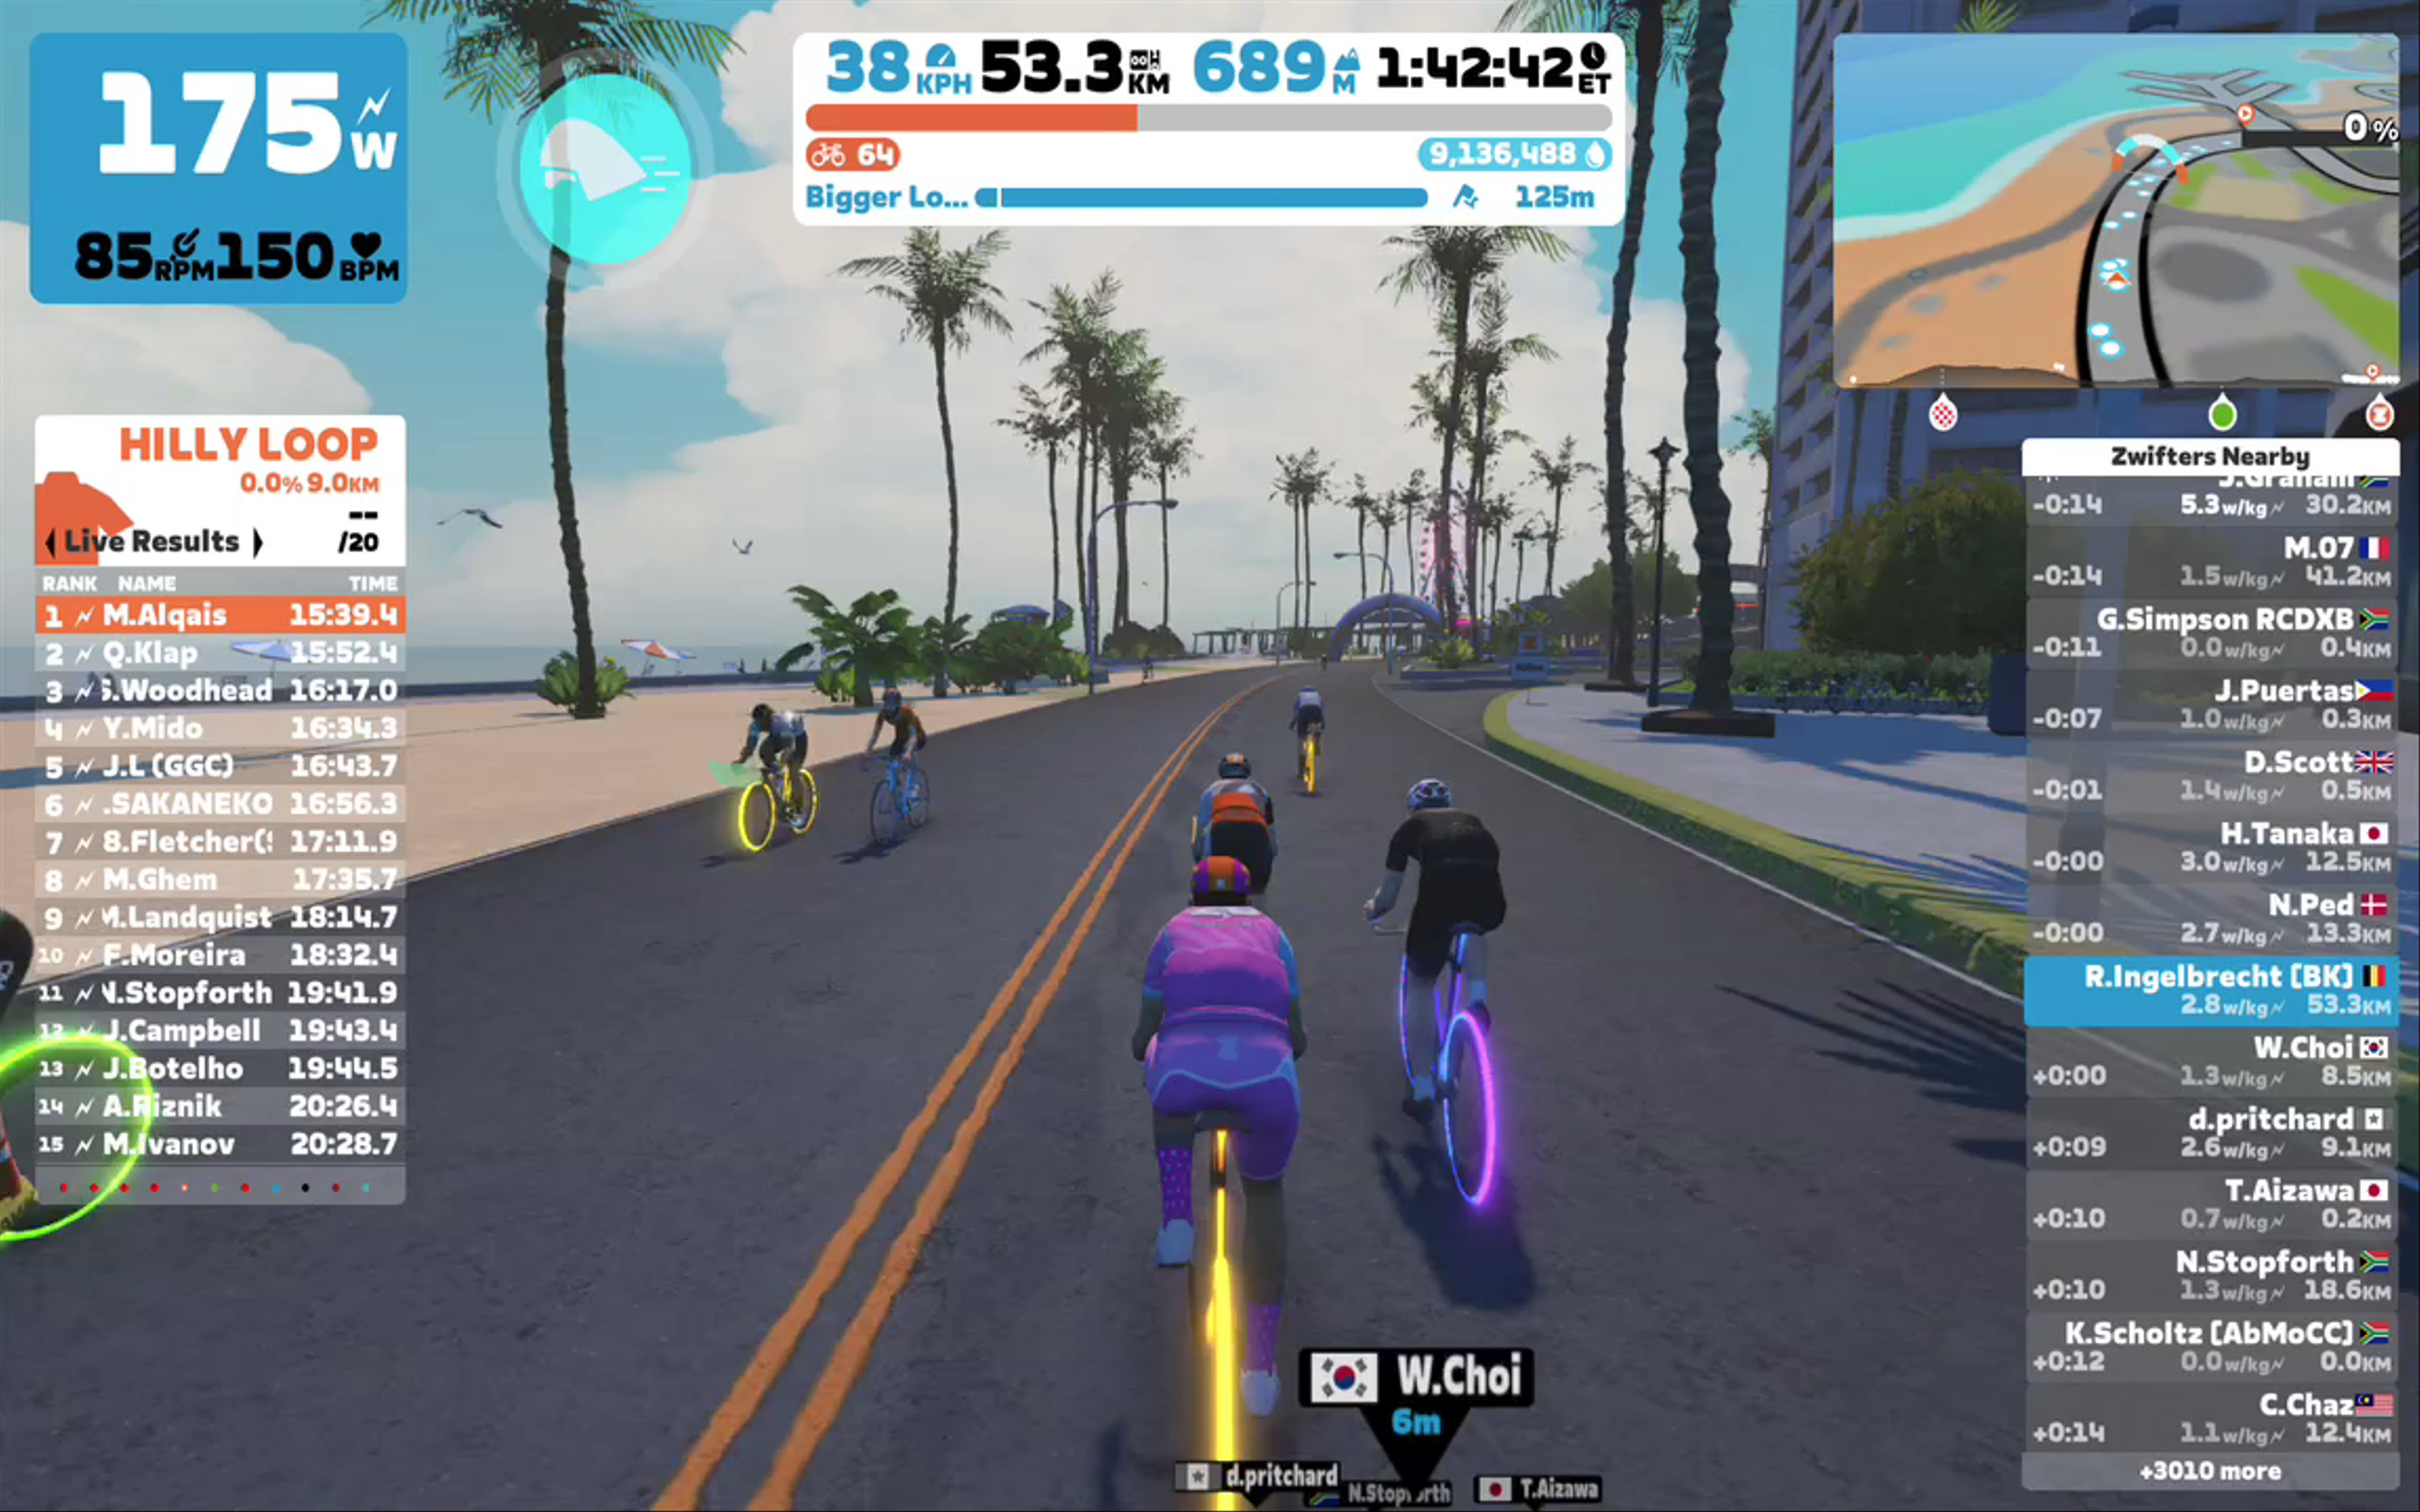 175 W
85 RPM 150 BPM
38 KPH 53.3 KM 689 M 1:42:42 ET
64
9,136,488
Bigger Lo... 125m
0%
HILLY LOOP
0.0% 9.0KM
--
Live Results /20
RANK NAME TIME
1 M.Alqais 15:39.4
2 Q.Klap 15:52.4
3 S.Woodhead 16:17.0
4 Y.Mido 16:34.3
5 J.L (GGC) 16:43.7
6 .SAKANEKO 16:56.3
7 8.Fletcher(S 17:11.9
8 M.Ghem 17:35.7
9 M.Landquist 18:14.7
10 F.Moreira 18:32.4
11 N.Stopforth 19:41.9
12 J.Campbell 19:43.4
13 J.Botelho 19:44.5
14 A.Riznik 20:26.4
15 M.Ivanov 20:28.7
Zwifters Nearby
J.Graham
-0:14 5.3w/kg 30.2KM
M.07
-0:14 1.5w/kg 41.2KM
G.Simpson RCDXB
-0:11 0.0w/kg 0.4KM
J.Puertas
-0:07 1.0w/kg 0.3KM
D.Scott
-0:01 1.4w/kg 0.5KM
H.Tanaka
-0:00 3.0w/kg 12.5KM
N.Ped
-0:00 2.7w/kg 13.3KM
R.Ingelbrecht [BK]
2.8w/kg 53.3KM
W.Choi
+0:00 1.3w/kg 8.5KM
d.pritchard
+0:09 2.6w/kg 9.1KM
T.Aizawa
+0:10 0.7w/kg 0.2KM
N.Stopforth
+0:10 1.3w/kg 18.6KM
K.Scholtz [AbMoCC]
+0:12 0.0w/kg 0.0KM
C.Chaz
+0:14 1.1w/kg 12.4KM
+3010 more
W.Choi
6m
d.pritchard
N.Stopforth
T.Aizawa